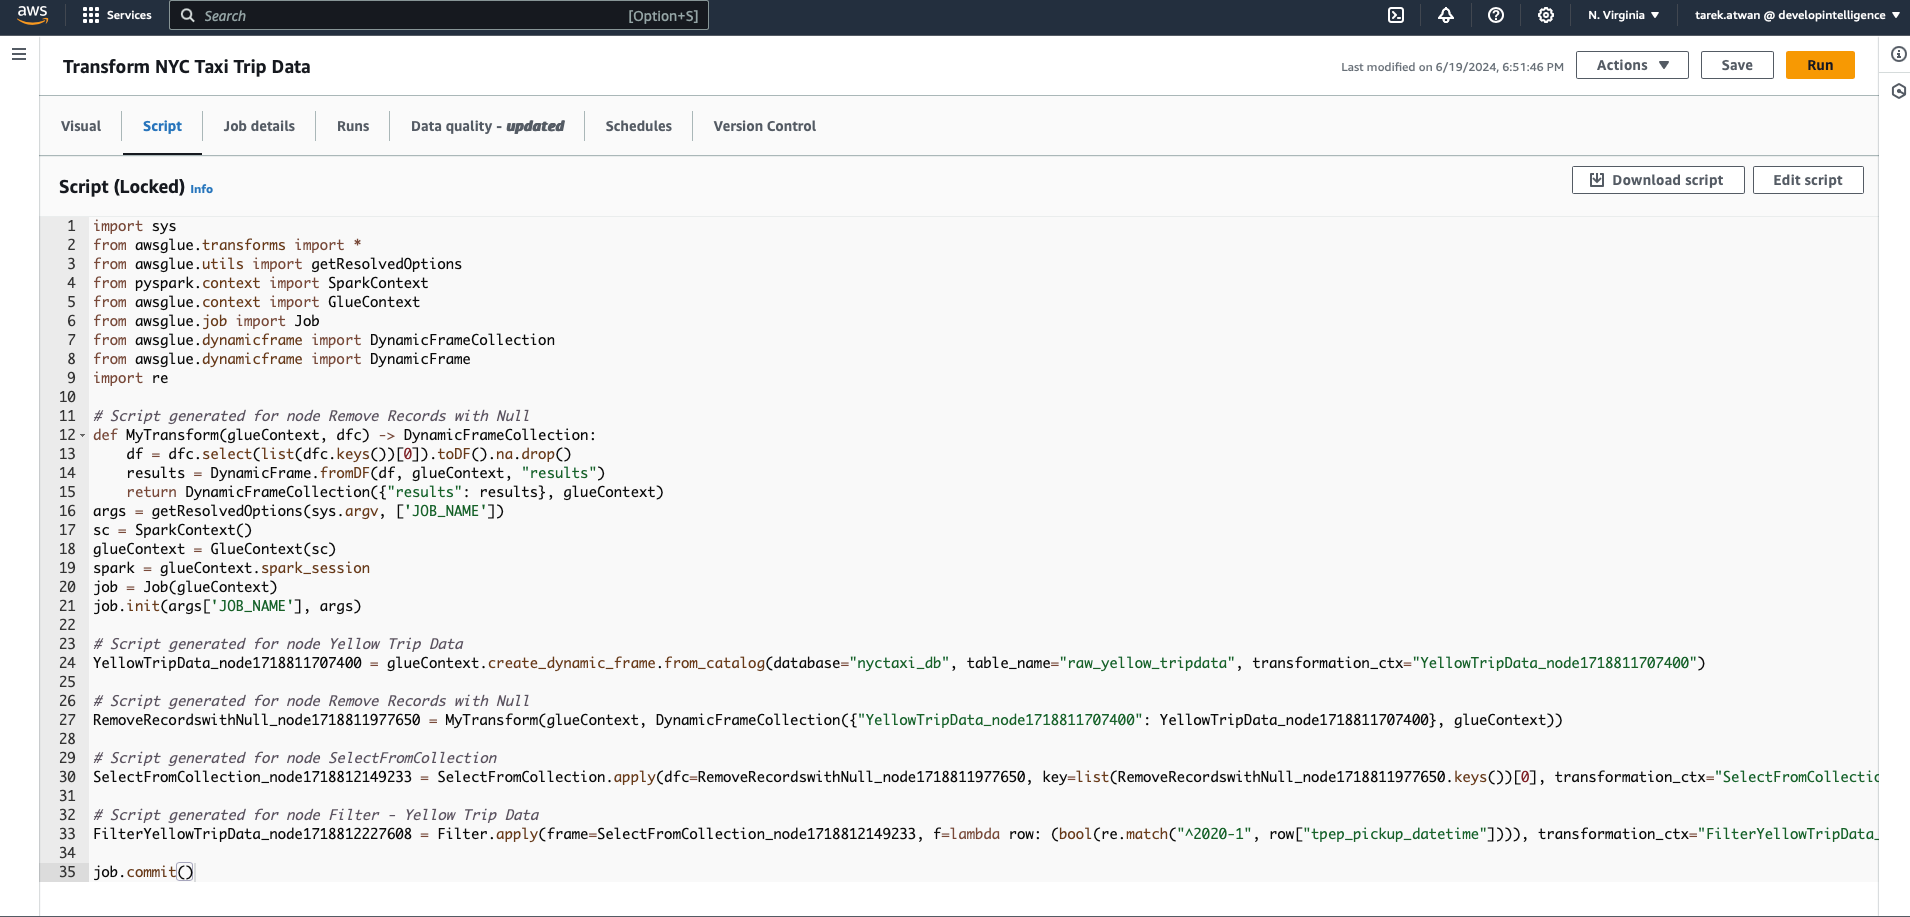 aws Services Search [Option+S] N. Virginia ▼ tarek.atwan @ developintelligence ▼
Transform NYC Taxi Trip Data
Last modified on 6/19/2024, 6:51:46 PM Actions ▼ Save Run
Visual Script Job details Runs Data quality - updated Schedules Version Control
Script (Locked) Info Download script Edit script
1 import sys
2 from awsglue.transforms import *
3 from awsglue.utils import getResolvedOptions
4 from pyspark.context import SparkContext
5 from awsglue.context import GlueContext
6 from awsglue.job import Job
7 from awsglue.dynamicframe import DynamicFrameCollection
8 from awsglue.dynamicframe import DynamicFrame
9 import re
10
11 # Script generated for node Remove Records with Null
12 def MyTransform(glueContext, dfc) -> DynamicFrameCollection:
13     df = dfc.select(list(dfc.keys())[0]).toDF().na.drop()
14     results = DynamicFrame.fromDF(df, glueContext, "results")
15     return DynamicFrameCollection({"results": results}, glueContext)
16 args = getResolvedOptions(sys.argv, ['JOB_NAME'])
17 sc = SparkContext()
18 glueContext = GlueContext(sc)
19 spark = glueContext.spark_session
20 job = Job(glueContext)
21 job.init(args['JOB_NAME'], args)
22
23 # Script generated for node Yellow Trip Data
24 YellowTripData_node1718811707400 = glueContext.create_dynamic_frame.from_catalog(database="nyctaxi_db", table_name="raw_yellow_tripdata", transformation_ctx="YellowTripData_node1718811707400")
25
26 # Script generated for node Remove Records with Null
27 RemoveRecordswithNull_node1718811977650 = MyTransform(glueContext, DynamicFrameCollection({"YellowTripData_node1718811707400": YellowTripData_node1718811707400}, glueContext))
28
29 # Script generated for node SelectFromCollection
30 SelectFromCollection_node1718812149233 = SelectFromCollection.apply(dfc=RemoveRecordswithNull_node1718811977650, key=list(RemoveRecordswithNull_node1718811977650.keys())[0], transformation_ctx="SelectFromCollectio
31
32 # Script generated for node Filter - Yellow Trip Data
33 FilterYellowTripData_node1718812227608 = Filter.apply(frame=SelectFromCollection_node1718812149233, f=lambda row: (bool(re.match("^2020-1", row["tpep_pickup_datetime"]))), transformation_ctx="FilterYellowTripData_
34
35 job.commit()